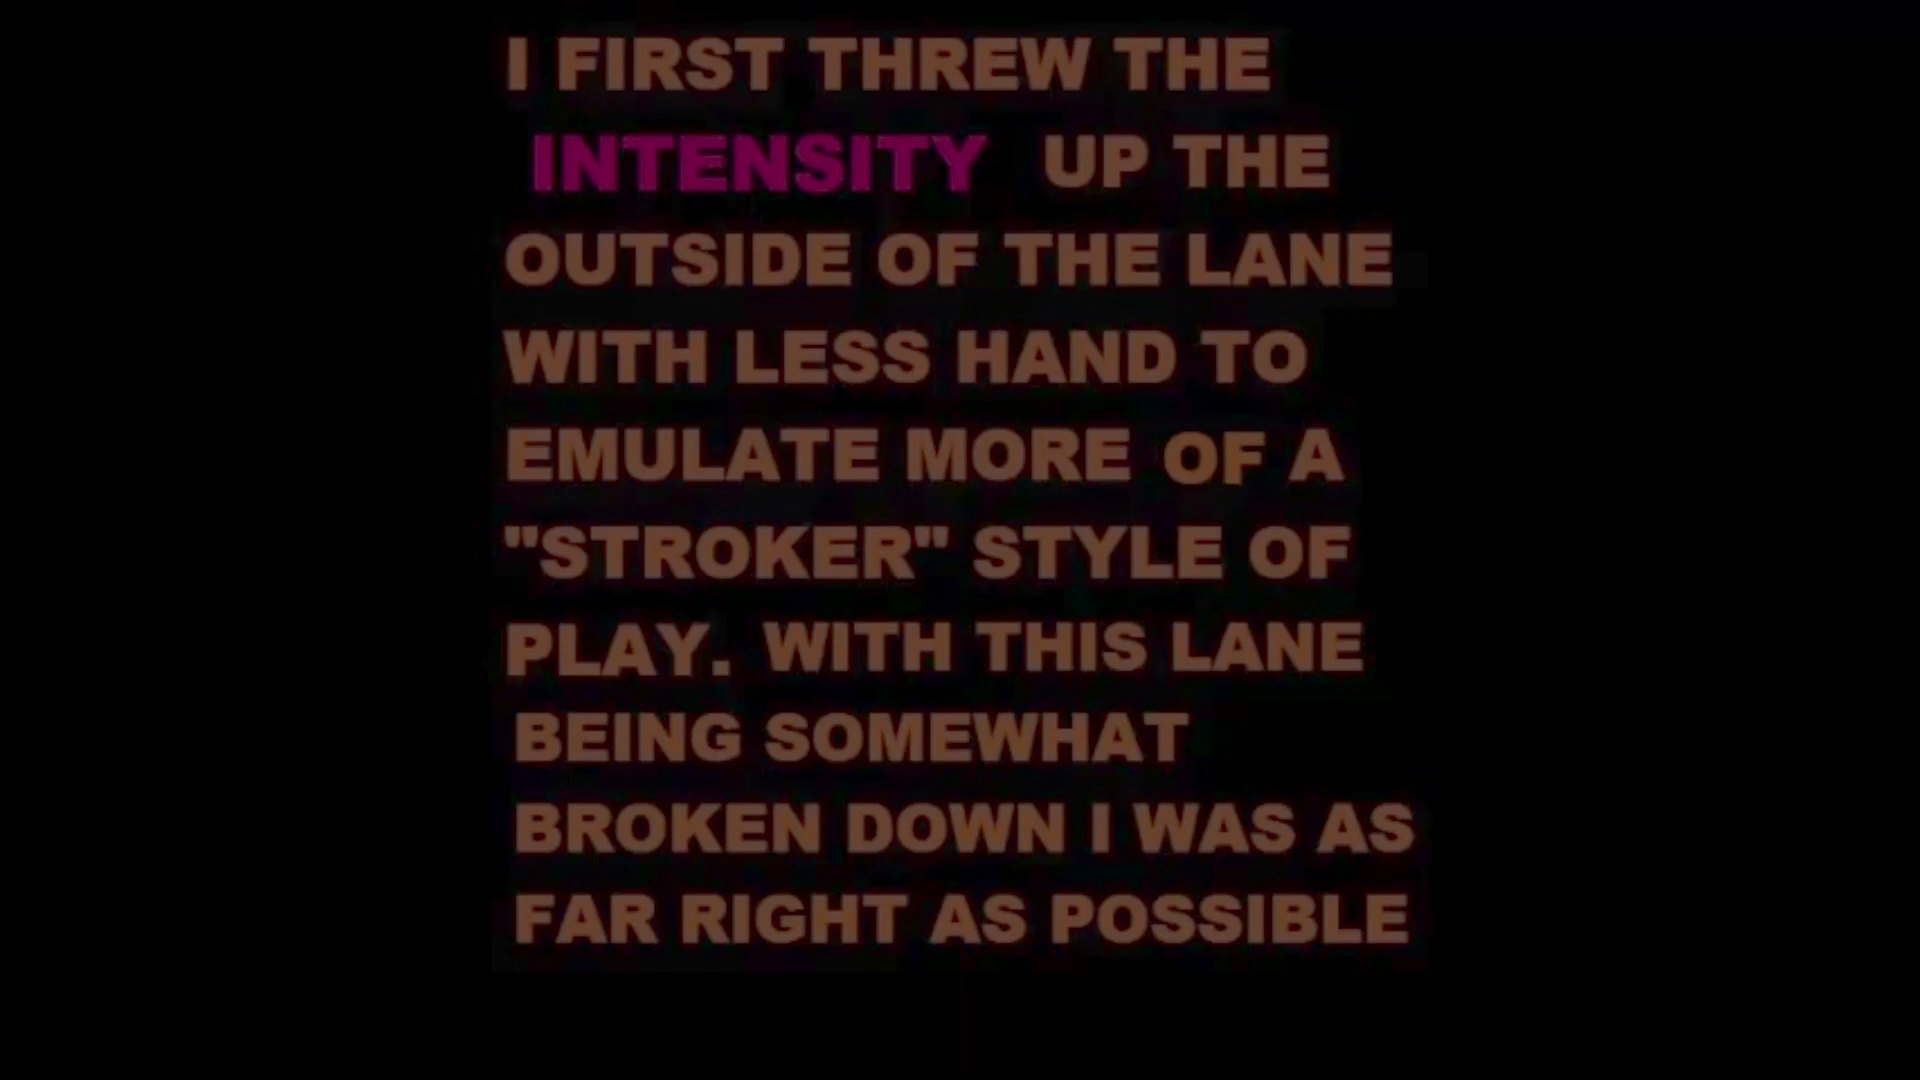 I FIRST THREW THE
INTENSITY UP THE
OUTSIDE OF THE LANE
WITH LESS HAND TO
EMULATE MORE OF A
"STROKER" STYLE OF
PLAY. WITH THIS LANE
BEING SOMEWHAT
BROKEN DOWN I WAS AS
FAR RIGHT AS POSSIBLE